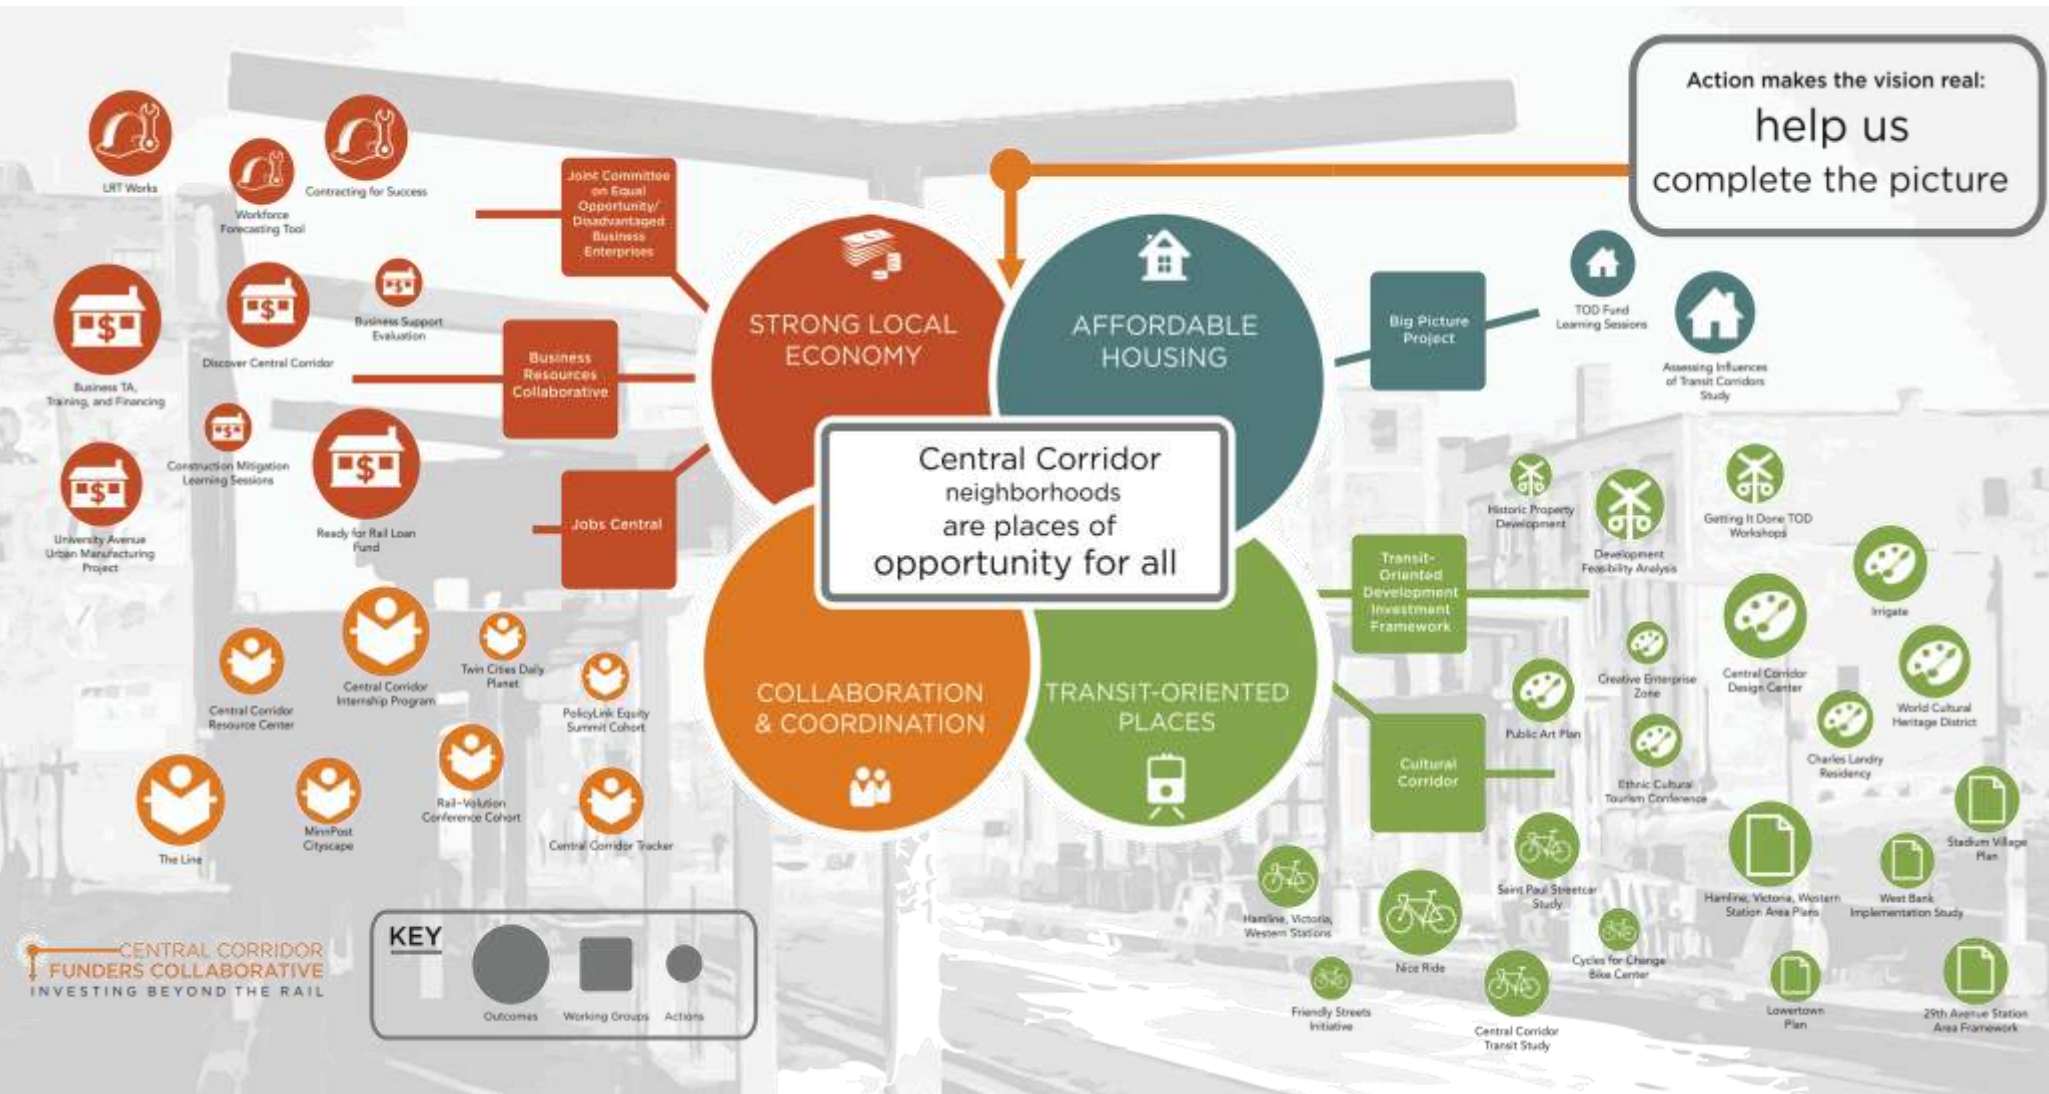 Action makes the vision real:
help us
complete the picture
LRT Works
Workforce
Forecasting Tool
Contracting for Success
Joint Committee
on Equal
Opportunity/
Disadvantaged
Business
Enterprises
Business TA,
Training, and Financing
Discover Central Corridor
Business Support
Evaluation
Business
Resources
Collaborative
University Avenue
Urban Manufacturing
Project
Construction Mitigation
Learning Sessions
Ready for Rail Loan
Fund
Jobs Central
STRONG LOCAL
ECONOMY
AFFORDABLE
HOUSING
Central Corridor
neighborhoods
are places of
opportunity for all
COLLABORATION
& COORDINATION
TRANSIT-ORIENTED
PLACES
Big Picture
Project
TOD Fund
Learning Sessions
Assessing Influences
of Transit Corridors
Study
Transit-
Oriented
Development
Investment
Framework
Historic Property
Development
Development
Feasibility Analysis
Getting It Done TOD
Workshops
Cultural
Corridor
Public Art Plan
Creative Enterprise
Zone
Ethnic Cultural
Tourism Conference
Central Corridor
Design Center
Irrigate
World Cultural
Heritage District
Charles Landry
Residency
Central Corridor
Resource Center
Central Corridor
Internship Program
Twin Cities Daily
Planet
PolicyLink Equity
Summit Cohort
The Line
MinnPost
Cityscape
Rail~Volution
Conference Cohort
Central Corridor Tracker
Hamline, Victoria,
Western Stations
Friendly Streets
Initiative
Nice Ride
Saint Paul Streetcar
Study
Central Corridor
Transit Study
Cycles for Change
Bike Center
Hamline, Victoria, Western
Station Area Plans
West Bank
Implementation Study
Stadium Village
Plan
Lowertown
Plan
29th Avenue Station
Area Framework
CENTRAL CORRIDOR
FUNDERS COLLABORATIVE
INVESTING BEYOND THE RAIL
KEY
Outcomes
Working Groups
Actions